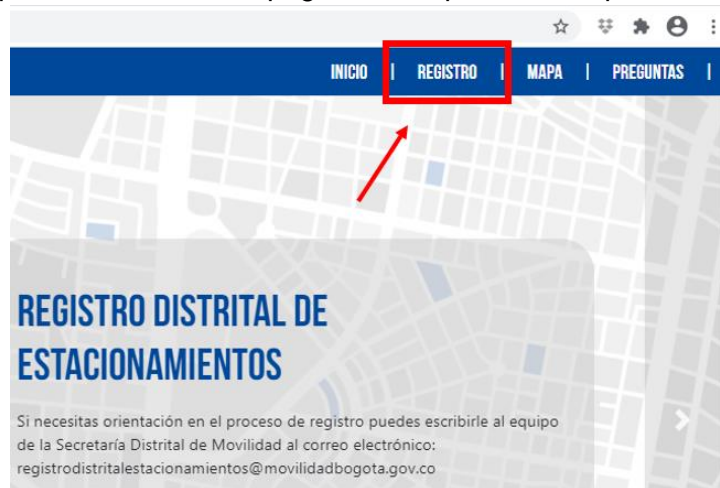 INICIO | REGISTRO | MAPA | PREGUNTAS |
REGISTRO DISTRITAL DE
ESTACIONAMIENTOS
Si necesitas orientación en el proceso de registro puedes escribirle al equipo
de la Secretaría Distrital de Movilidad al correo electrónico:
registrodistritalestacionamientos@movilidadbogota.gov.co